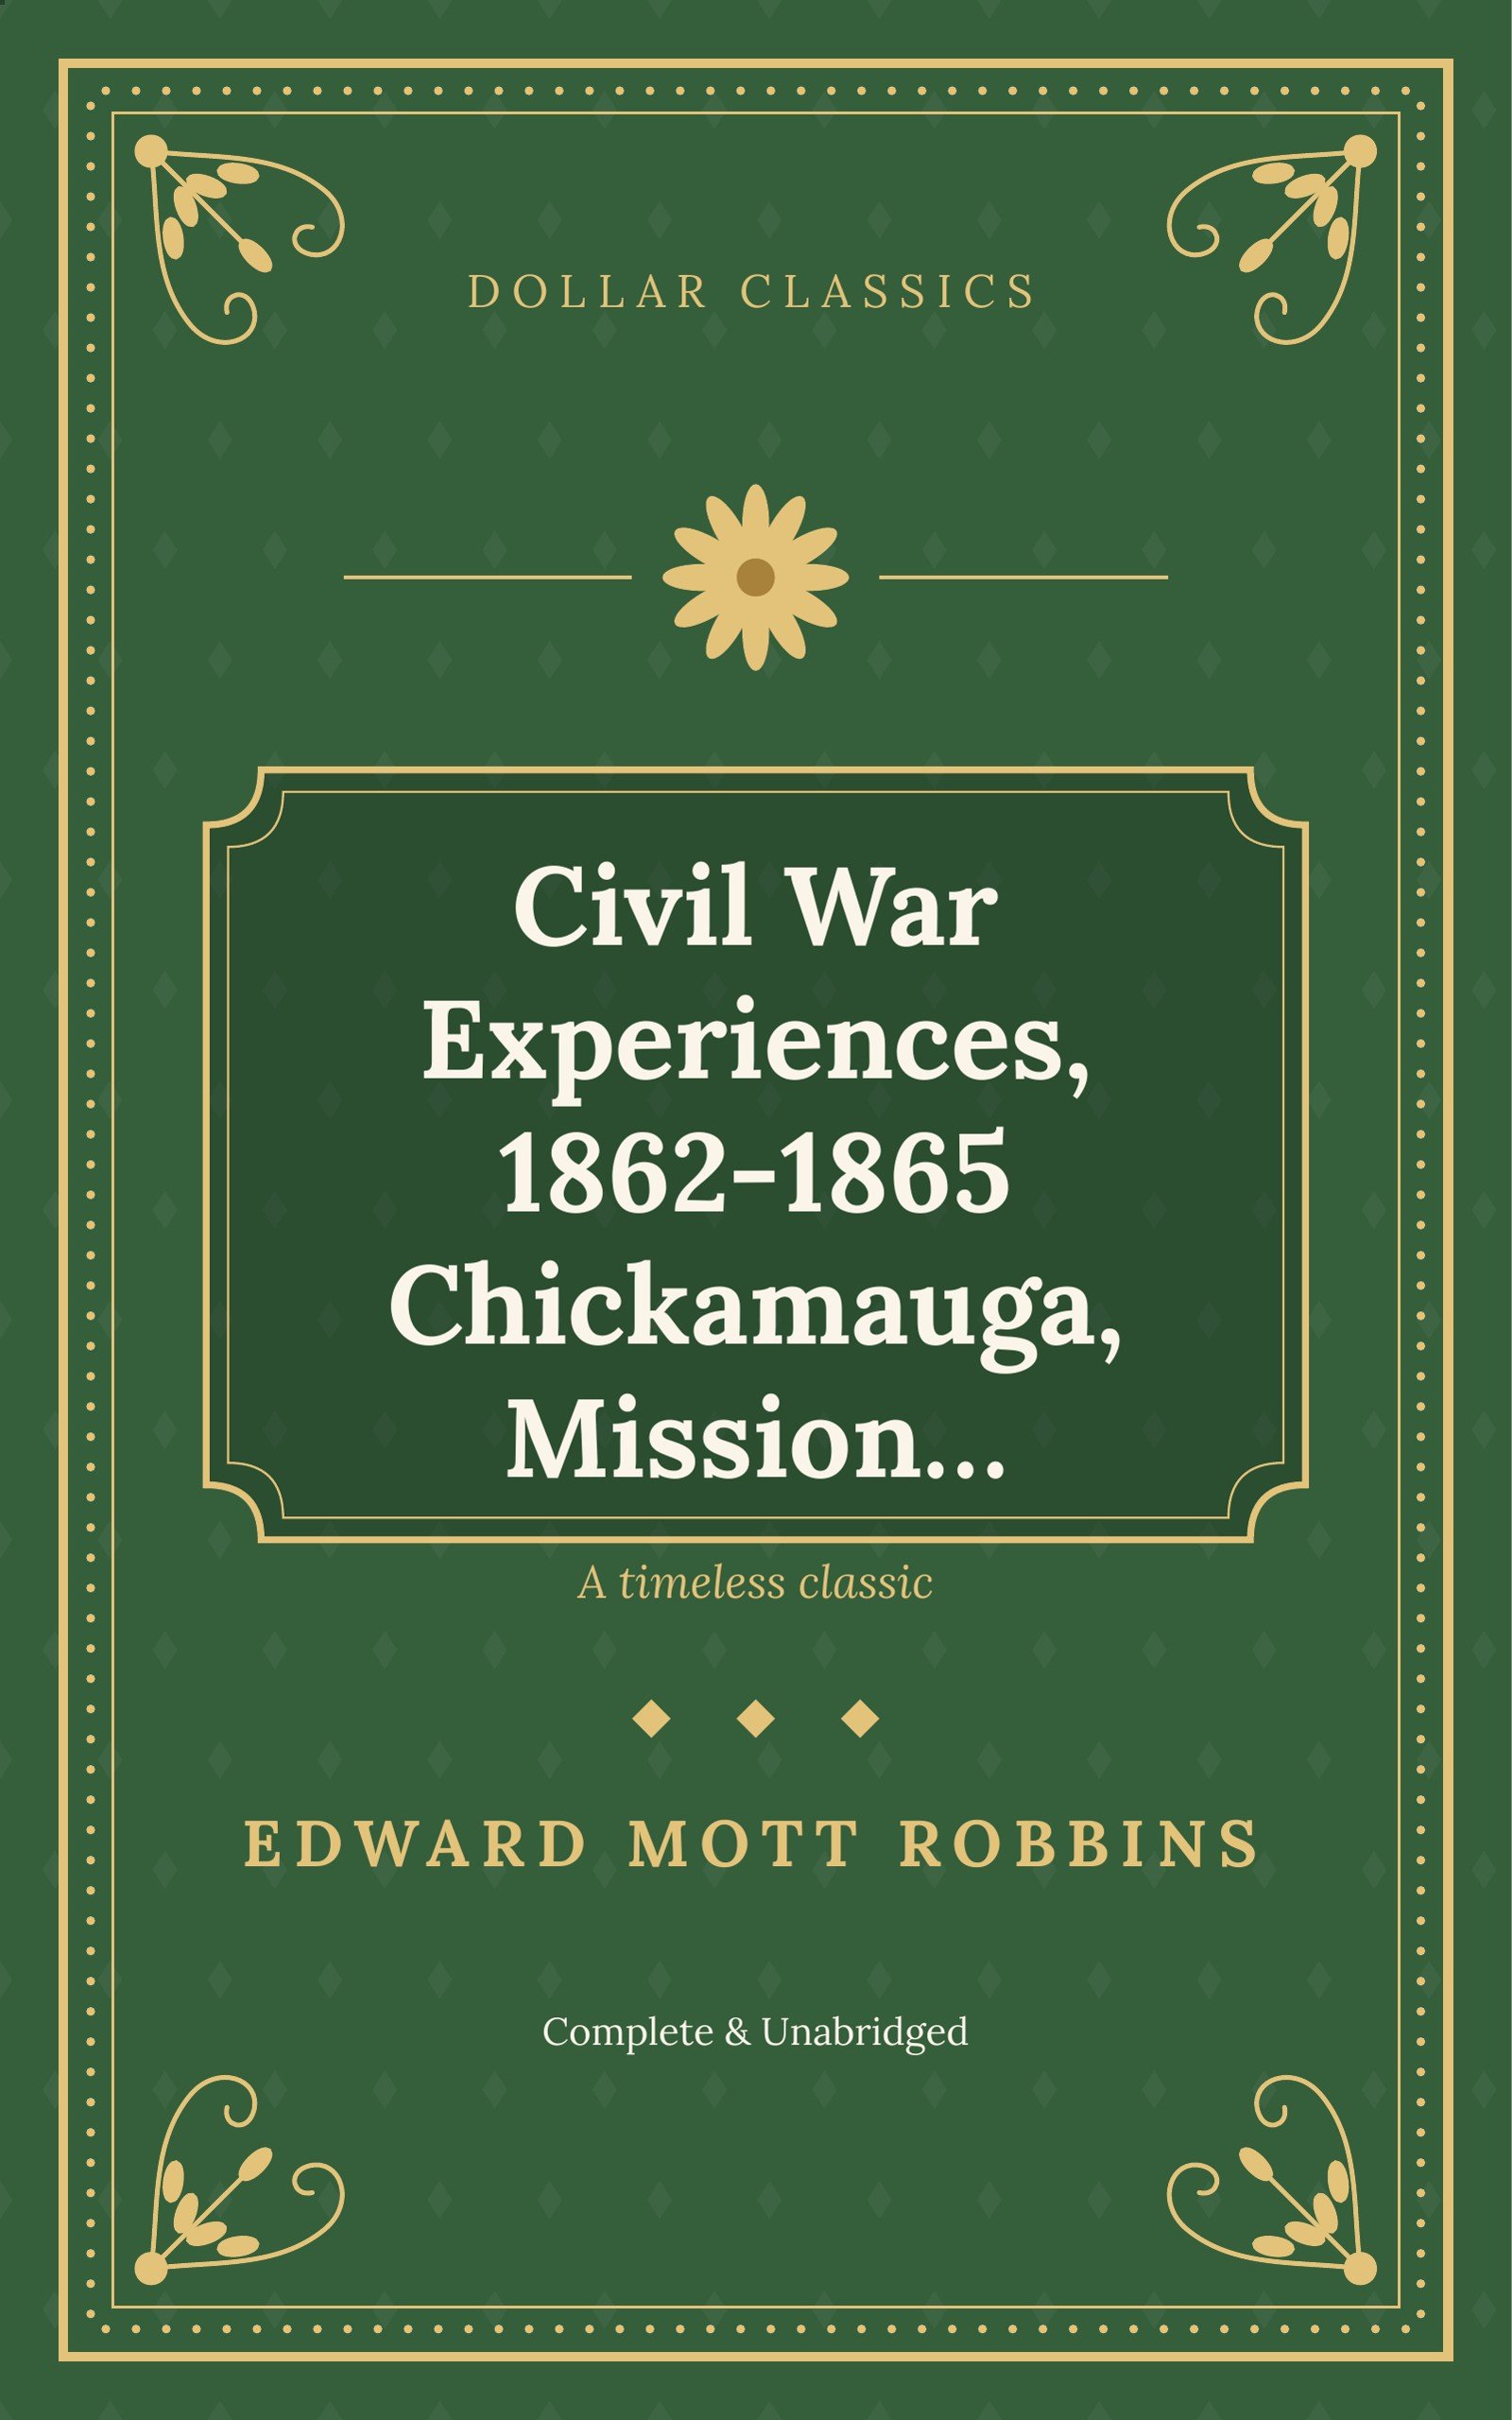 DOLLAR CLASSICS
Civil War
Experiences,
1862-1865
Chickamauga,
Mission...
A timeless classic
EDWARD MOTT ROBBINS
Complete & Unabridged